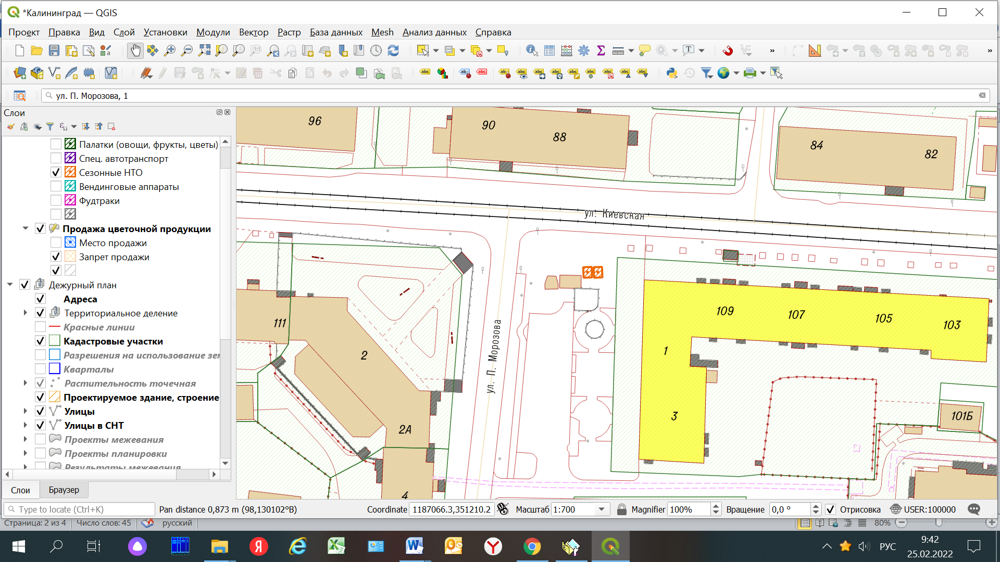 *Калининград — QGIS
Проект Правка Вид Слой Установки Модули Вектор Растр База данных Mesh Анализ данных Справка
ул. П. Морозова, 1
Слои
Палатки (овощи, фрукты, цветы)
Спец. автотранспорт
Сезонные НТО
Вендинговые аппараты
Фудтраки
Продажа цветочной продукции
Место продажи
Запрет продажи
Дежурный план
Адреса
Территориальное деление
Красные линии
Кадастровые участки
Разрешения на использование зем
Кварталы
Растительность точечная
Проектируемое здание, строение
Улицы
Улицы в СНТ
Проекты межевания
Проекты планировки
Результаты межевания
Слои Браузер
96
90
88
84
82
ул. Киевская
111
2
2А
4
ул. П. Морозова
109
107
105
103
1
3
101Б
Type to locate (Ctrl+K) Pan distance 0,873 m (98,130102°В) Coordinate 1187066.3,351210.2 Масштаб 1:700 Magnifier 100% Вращение 0,0 ° Отрисовка USER:100000
Страница: 2 из 4 Число слов: 45 русский 80%
РУС
9:42
25.02.2022